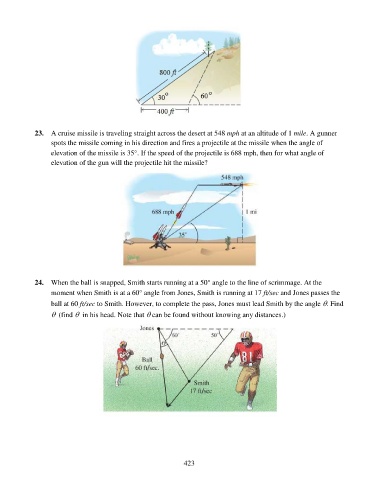 800 ft
30° 60°
400 ft
23. A cruise missile is traveling straight across the desert at 548 mph at an altitude of 1 mile. A gunner
spots the missile coming in his direction and fires a projectile at the missile when the angle of
elevation of the missile is 35°. If the speed of the projectile is 688 mph, then for what angle of
elevation of the gun will the projectile hit the missile?
548 mph
688 mph 1 mi
35°
24. When the ball is snapped, Smith starts running at a 50° angle to the line of scrimmage. At the
moment when Smith is at a 60° angle from Jones, Smith is running at 17 ft/sec and Jones passes the
ball at 60 ft/sec to Smith. However, to complete the pass, Jones must lead Smith by the angle θ. Find
θ (find θ in his head. Note that θ can be found without knowing any distances.)
Jones
60° 50°
81
Ball
60 ft/sec.
Smith
17 ft/sec
423